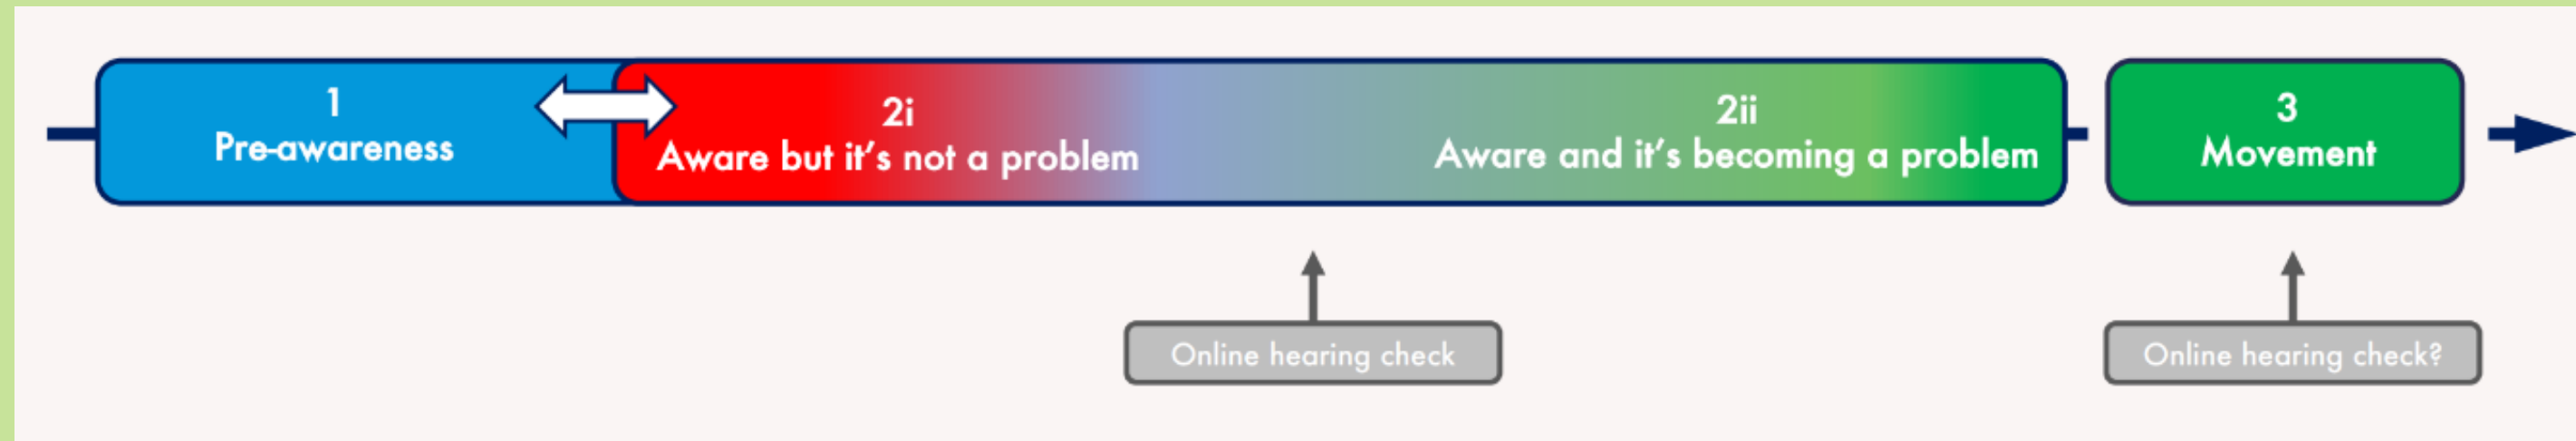 1
Pre-awareness
2i
Aware but it's not a problem
2ii
Aware and it's becoming a problem
3
Movement
Online hearing check
Online hearing check?